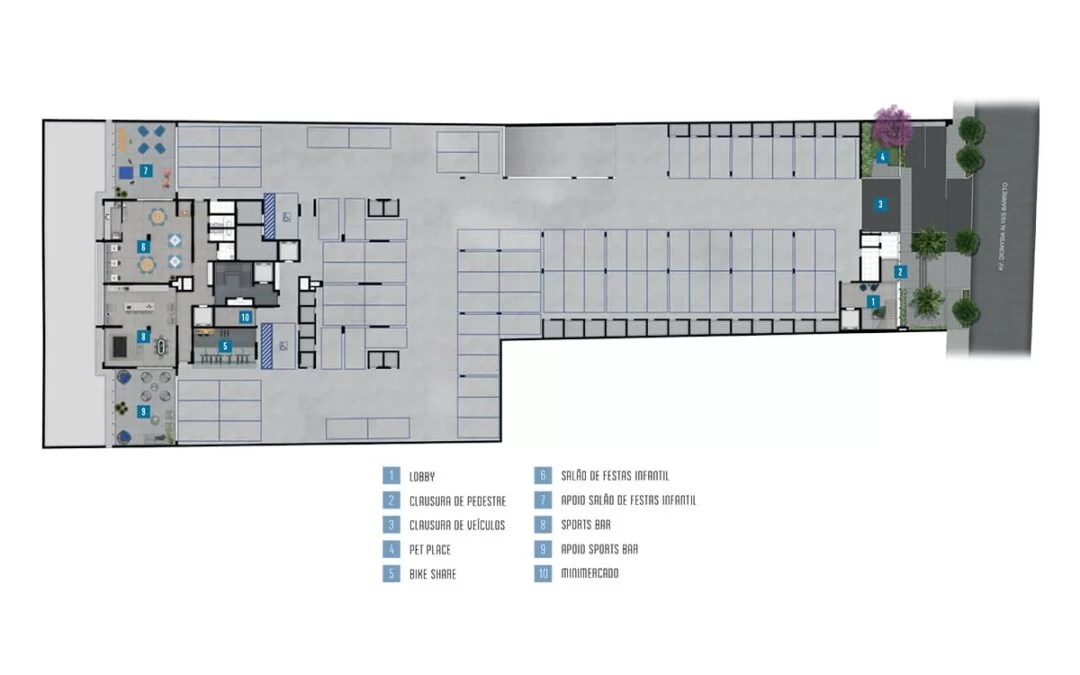 7
4
3
AV. DIONYSIA ALVES BARRETO
6
2
1
10
8
5
9
1 LOBBY
2 CLAUSURA DE PEDESTRE
3 CLAUSURA DE VEÍCULOS
4 PET PLACE
5 BIKE SHARE
6 SALÃO DE FESTAS INFANTIL
7 APOIO SALÃO DE FESTAS INFANTIL
8 SPORTS BAR
9 APOIO SPORTS BAR
10 MINIMERCADO